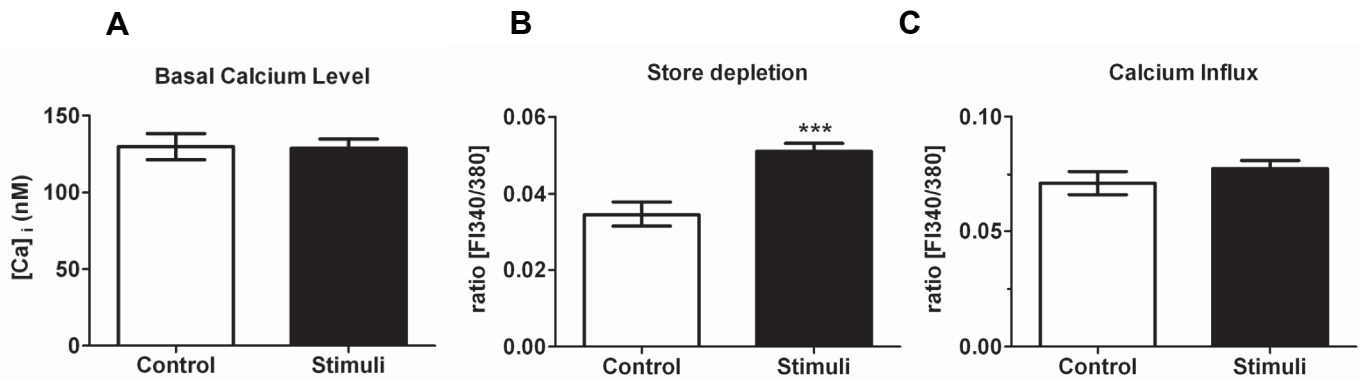 A
Basal Calcium Level
[Ca] i (nM)
150
100
50
0
Control
Stimuli
B
Store depletion
ratio [FI340/380]
0.06
0.04
0.02
0.00
***
Control
Stimuli
C
Calcium Influx
ratio [FI340/380]
0.10
0.05
0.00
Control
Stimuli